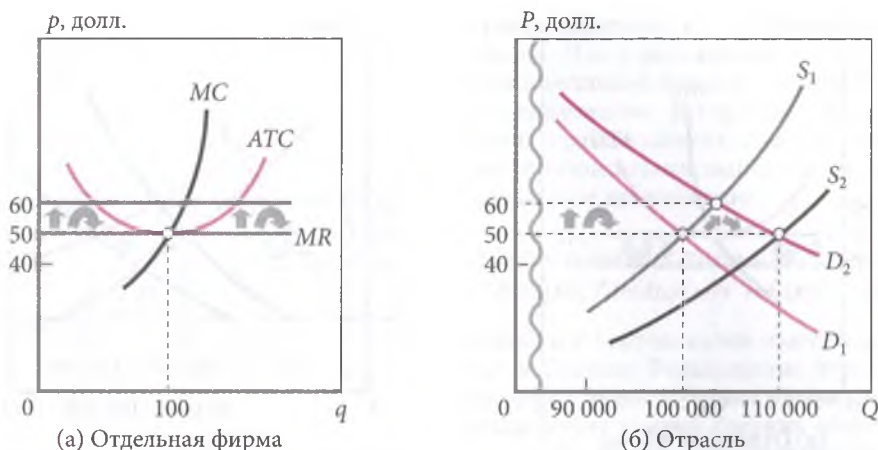 p, долл.
MC
ATC
60
50
MR
40
0
100
q
(а) Отдельная фирма
P, долл.
S₁
S₂
60
50
40
D₂
D₁
0
90 000
100 000
110 000
Q
(б) Отрасль